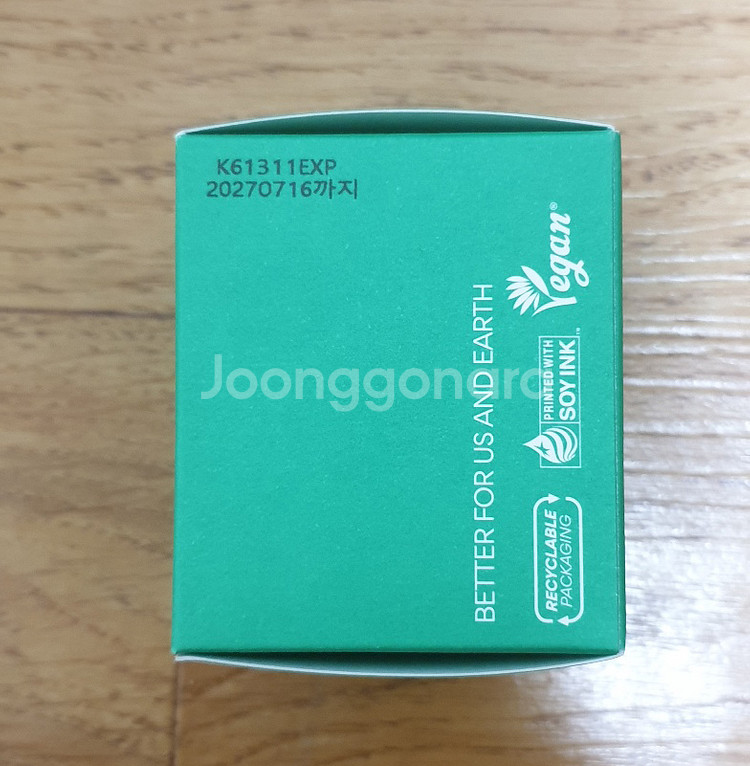 K61311EXP
20270716까지
Joonggonara
BETTER FOR US AND EARTH
Vegan®
PRINTED WITH
SOY INK™
RECYCLABLE
PACKAGING